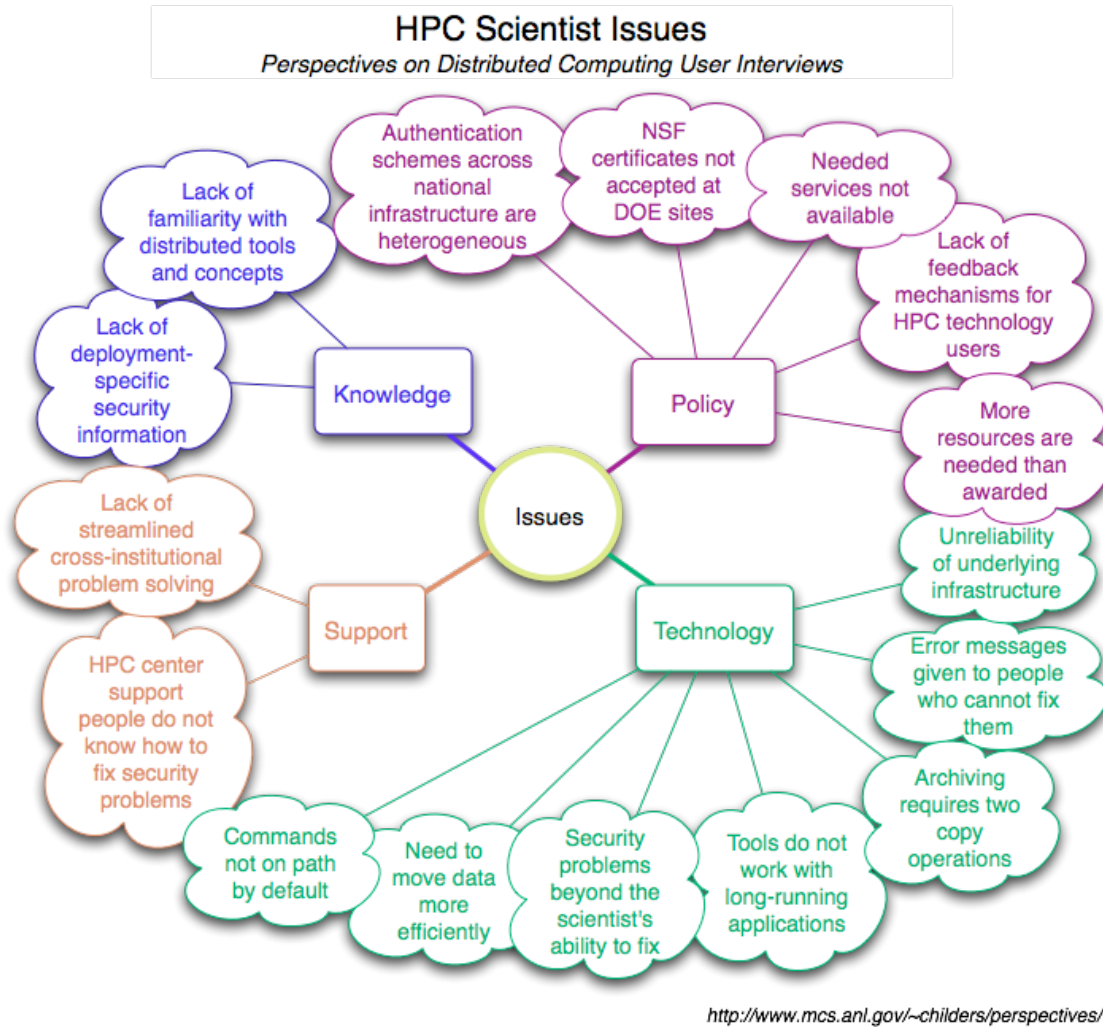 HPC Scientist Issues
Perspectives on Distributed Computing User Interviews
Authentication
schemes across
national
infrastructure are
heterogeneous
NSF
certificates not
accepted at
DOE sites
Needed
services not
available
Lack of
feedback
mechanisms for
HPC technology
users
More
resources are
needed than
awarded
Lack of
familiarity with
distributed tools
and concepts
Lack of
deployment-
specific
security
information
Knowledge
Policy
Issues
Support
Technology
Lack of
streamlined
cross-institutional
problem solving
HPC center
support
people do not
know how to
fix security
problems
Unreliability
of underlying
infrastructure
Error messages
given to people
who cannot fix
them
Archiving
requires two
copy
operations
Commands
not on path
by default
Need to
move data
more
efficiently
Security
problems
beyond the
scientist's
ability to fix
Tools do not
work with
long-running
applications
http://www.mcs.anl.gov/~childers/perspectives/